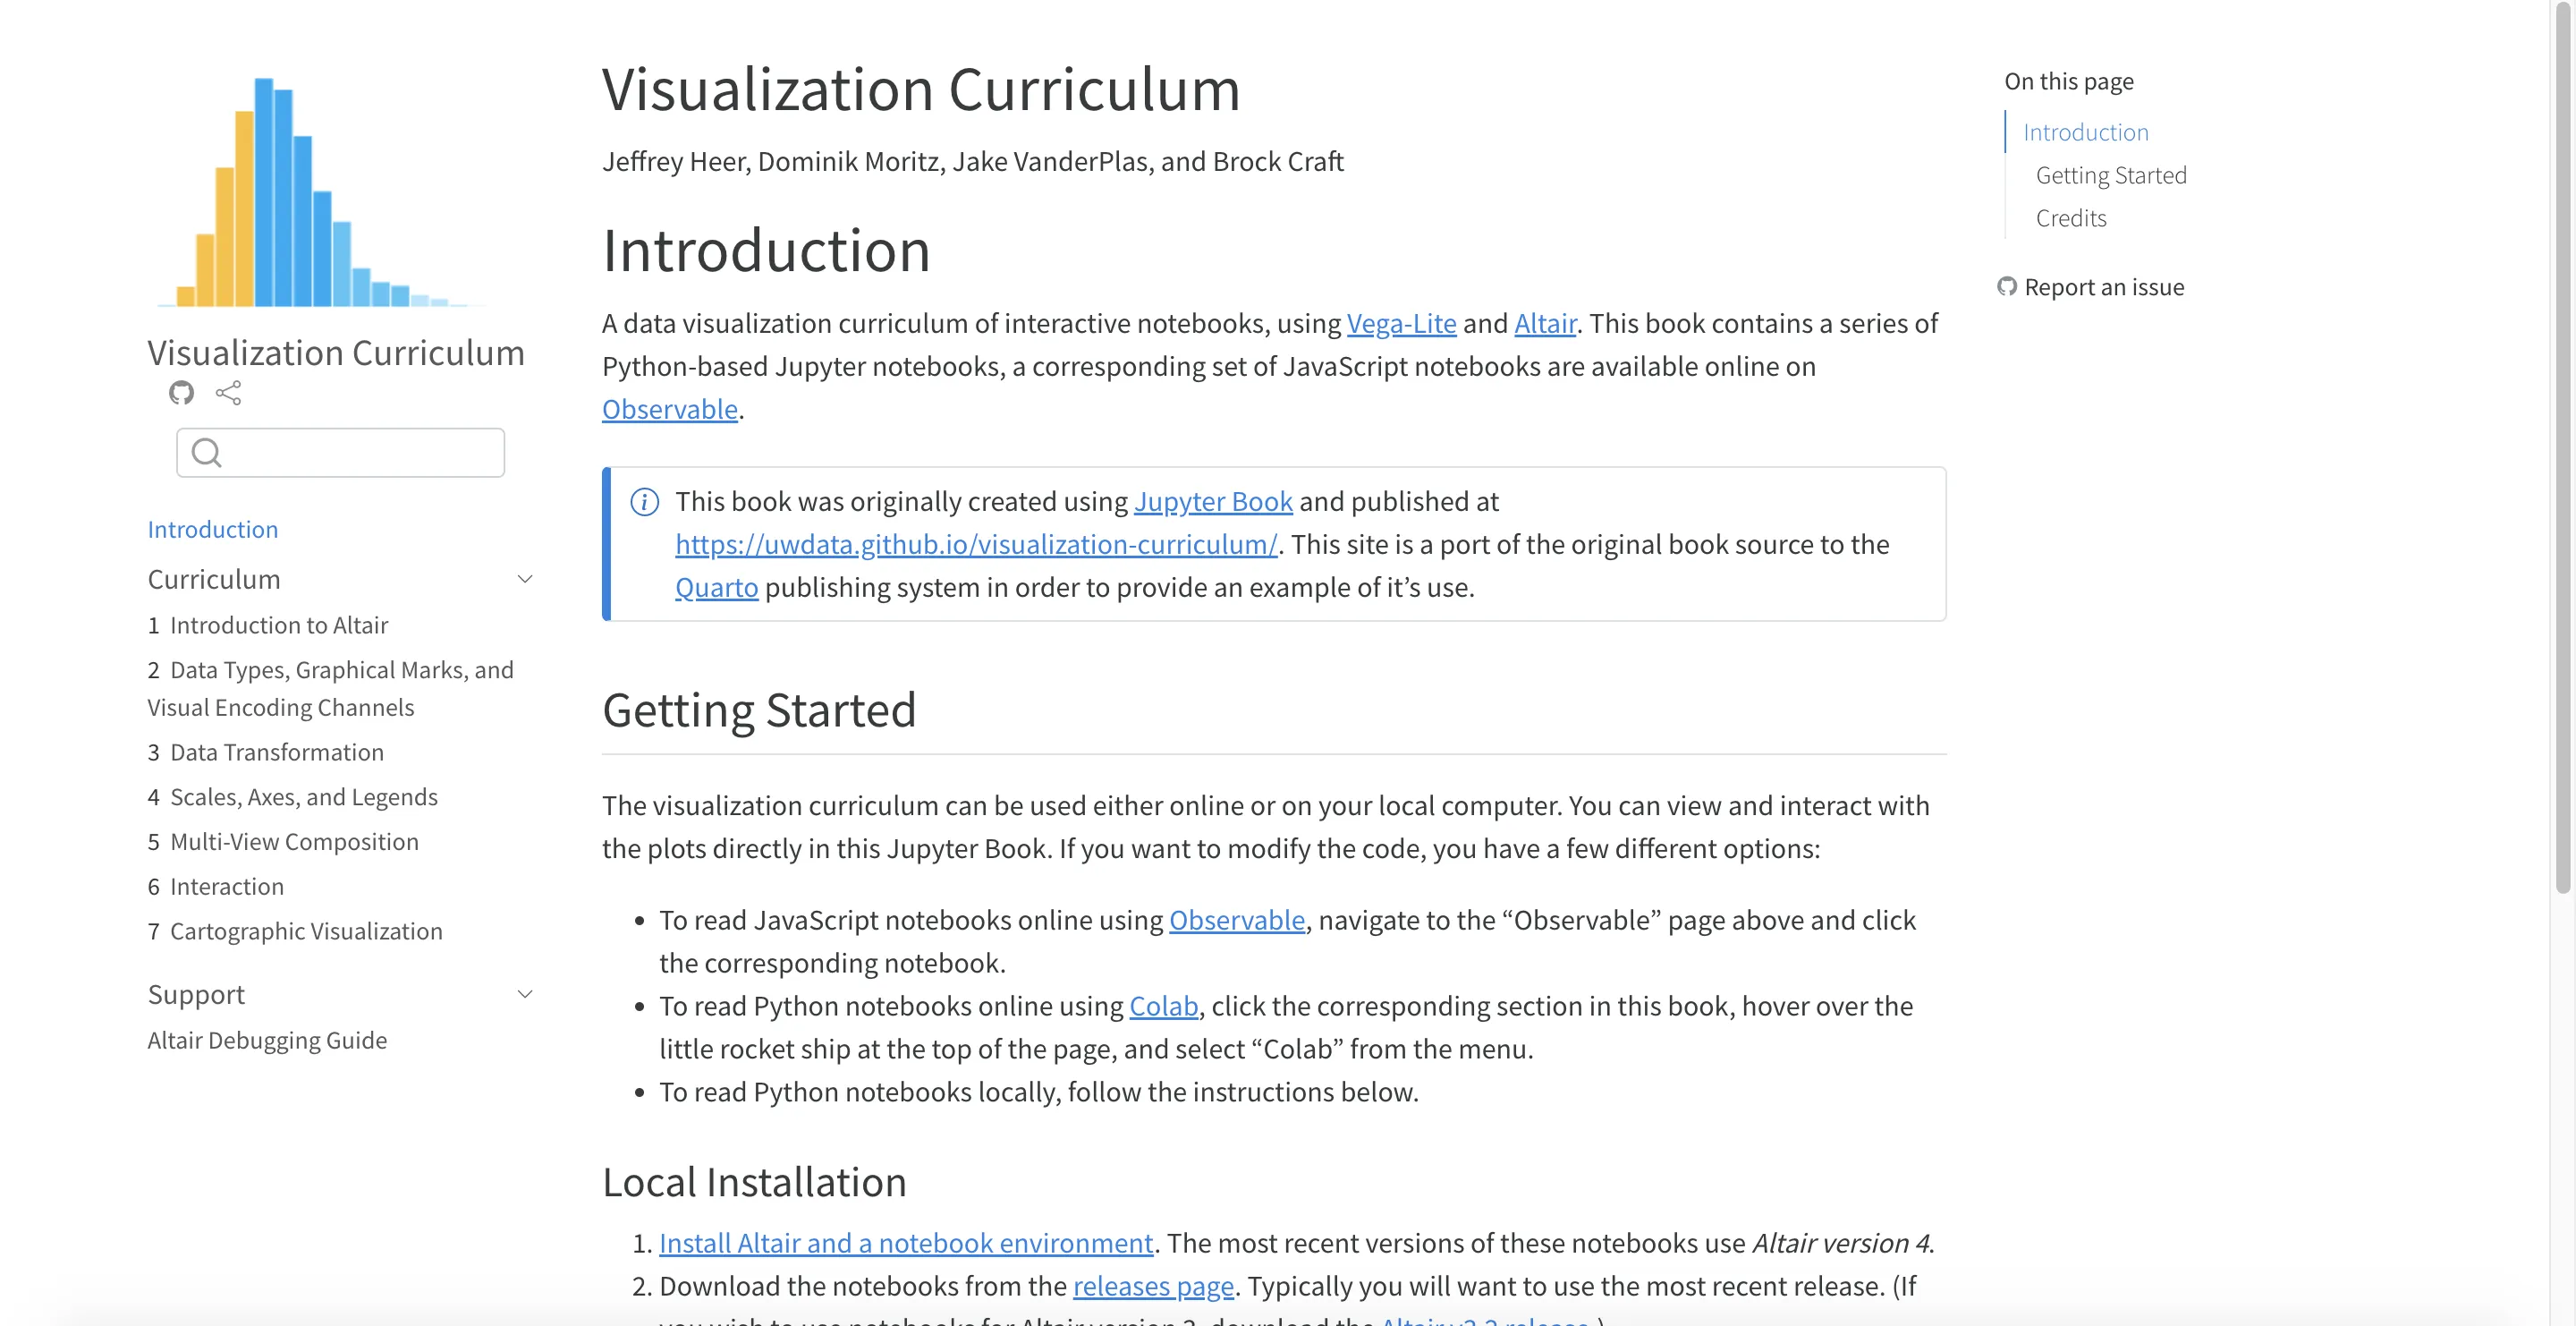 Visualization Curriculum
Introduction
Curriculum
1 Introduction to Altair
2 Data Types, Graphical Marks, and
Visual Encoding Channels
3 Data Transformation
4 Scales, Axes, and Legends
5 Multi-View Composition
6 Interaction
7 Cartographic Visualization
Support
Altair Debugging Guide
Visualization Curriculum
Jeffrey Heer, Dominik Moritz, Jake VanderPlas, and Brock Craft
Introduction
A data visualization curriculum of interactive notebooks, using Vega-Lite and Altair. This book contains a series of
Python-based Jupyter notebooks, a corresponding set of JavaScript notebooks are available online on
Observable.
This book was originally created using Jupyter Book and published at
https://uwdata.github.io/visualization-curriculum/. This site is a port of the original book source to the
Quarto publishing system in order to provide an example of it’s use.
Getting Started
The visualization curriculum can be used either online or on your local computer. You can view and interact with
the plots directly in this Jupyter Book. If you want to modify the code, you have a few different options:
• To read JavaScript notebooks online using Observable, navigate to the “Observable” page above and click
the corresponding notebook.
• To read Python notebooks online using Colab, click the corresponding section in this book, hover over the
little rocket ship at the top of the page, and select “Colab” from the menu.
• To read Python notebooks locally, follow the instructions below.
Local Installation
1. Install Altair and a notebook environment. The most recent versions of these notebooks use Altair version 4.
2. Download the notebooks from the releases page. Typically you will want to use the most recent release. (If
On this page
Introduction
Getting Started
Credits
Report an issue